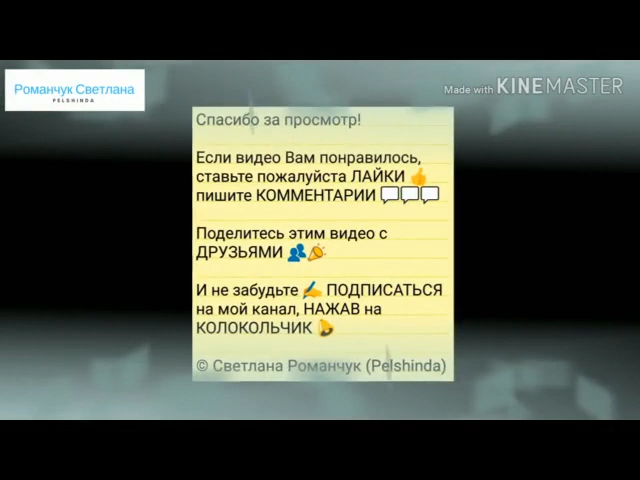 Романчук Светлана
PELSHINDA
Made with KINEMASTER
Спасибо за просмотр!
Если видео Вам понравилось,
ставьте пожалуйста ЛАЙКИ 👍
пишите КОММЕНТАРИИ 💬💬💬
Поделитесь этим видео с
ДРУЗЬЯМИ 👥🎉
И не забудьте ✍ ПОДПИСАТЬСЯ
на мой канал, НАЖАВ на
КОЛОКОЛЬЧИК 🔔
© Светлана Романчук (Pelshinda)